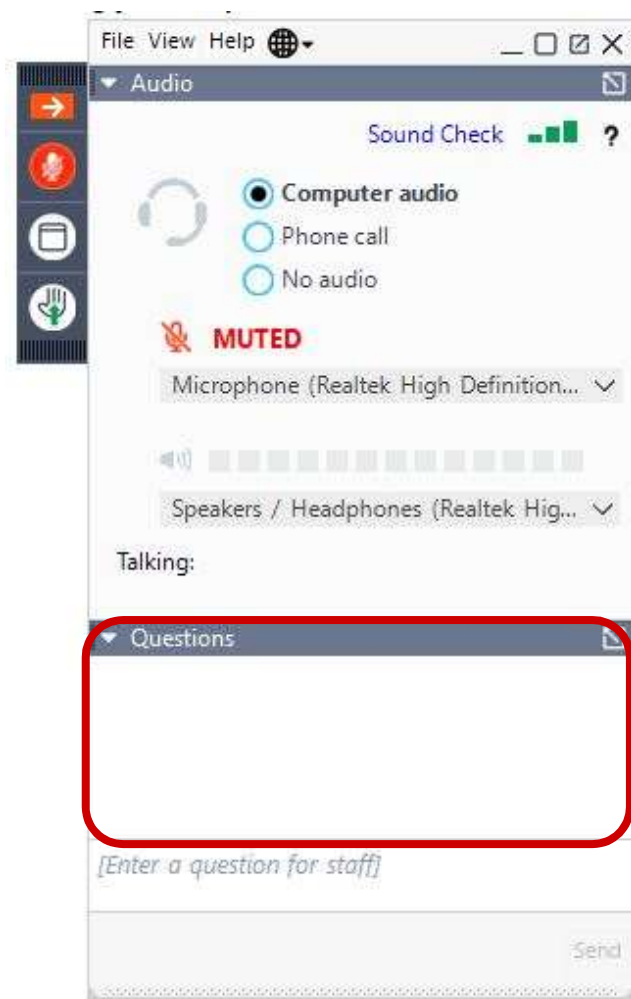 File View Help
Audio
Sound Check ?
Computer audio
Phone call
No audio
MUTED
Microphone (Realtek High Definition...
Speakers / Headphones (Realtek Hig...
Talking:
Questions
[Enter a question for staff]
Send